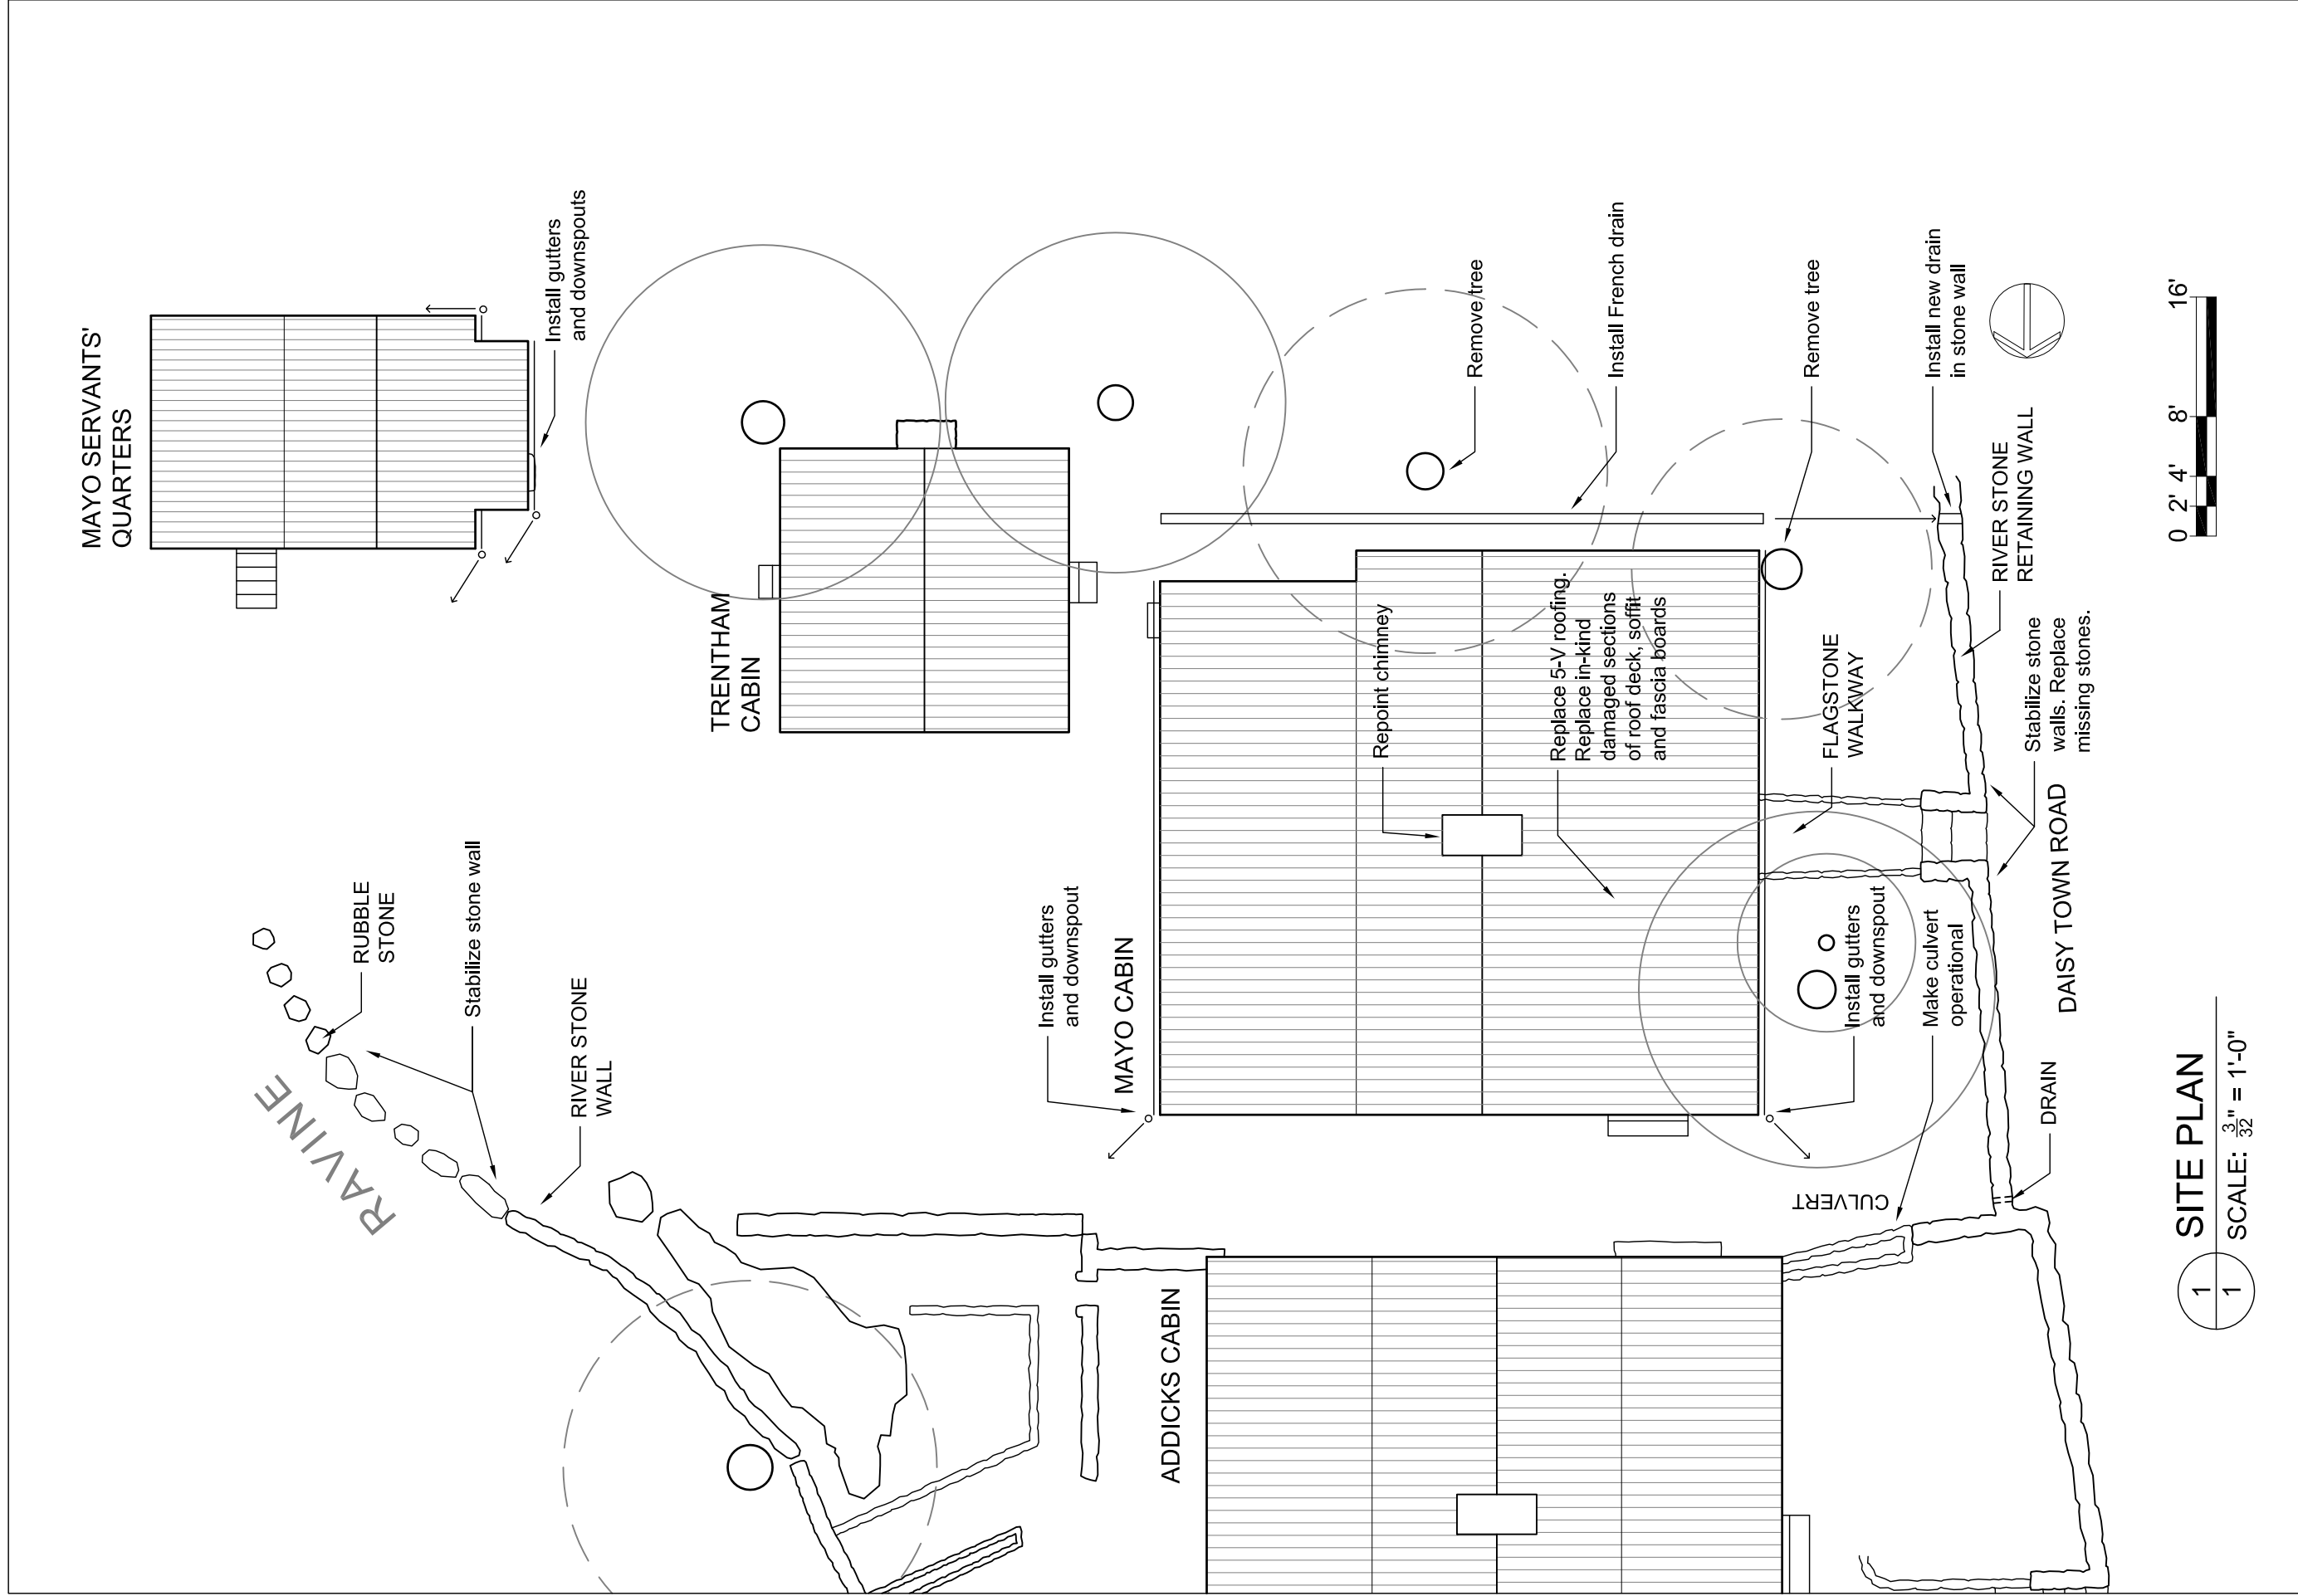 MAYO SERVANTS'
QUARTERS
Install gutters
and downspouts
TRENTHAM
CABIN
RAVINE
RUBBLE
STONE
Stabilize stone wall
RIVER STONE
WALL
Install gutters
and downspout
MAYO CABIN
Repoint chimney
Replace 5-V roofing.
Replace in-kind
damaged sections
of roof deck, soffit
and fascia boards
Remove tree
Install French drain
Remove tree
Install new drain
in stone wall
RIVER STONE
RETAINING WALL
FLAGSTONE
WALKWAY
Stabilize stone
walls. Replace
missing stones.
DAISY TOWN ROAD
Install gutters
and downspout
Make culvert
operational
CULVERT
DRAIN
ADDICKS CABIN
0 2' 4' 8' 16'
1
1
SITE PLAN
SCALE: 3/32" = 1'-0"